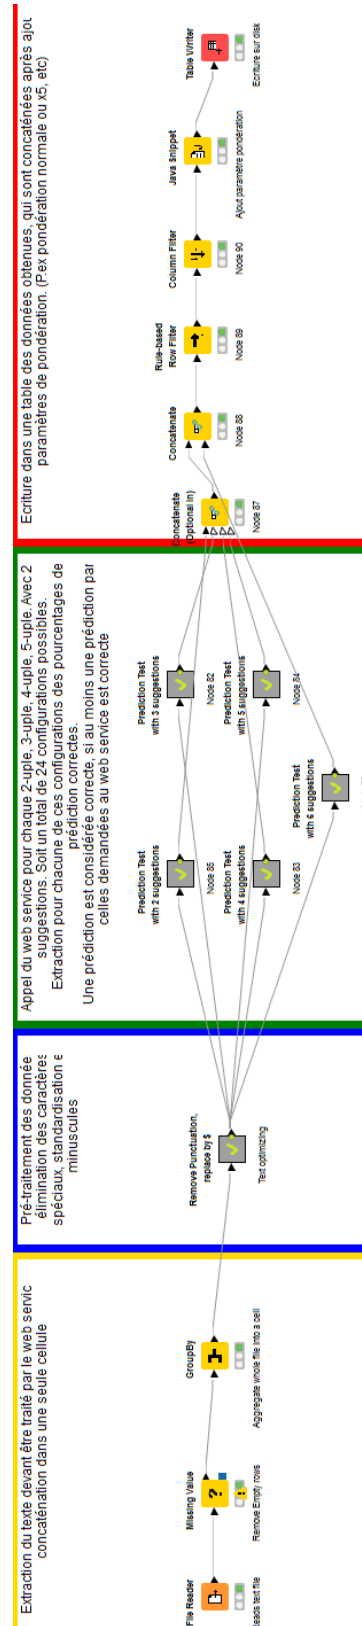 Extraction du texte devant être traité par le web servic
concaténation dans une seule cellule
File Reader
Reads text file
Missing Value
Remove Empty rows
GroupBy
Aggregate whole file into a cell
Pré-traitement des donnée
élimination des caractères
spéciaux, standardisation e
minuscules
Remove Punctuation,
replace by $
Text optimizing
Appel du web service pour chaque 2-uple, 3-uple, 4-uple, 5-uple. Avec 2
suggestions. Soit un total de 24 configurations possibles.
Extraction pour chacune de ces configurations des pourcentages de
prédiction correctes.
Une prédiction est considérée correcte, si au moins une prédiction par
celles demandées au web service est correcte
Prediction Test
with 2 suggestions
Node 85
Prediction Test
Node 82
Prediction Test
with 4 suggestions
Node 83
Prediction Test
with 5 suggestions
Node 84
Prediction Test
with 6 suggestions
Ecriture dans une table des données obtenues, qui sont concaténées après ajou
paramètres de pondération. (P.ex pondération normale ou x5, etc)
Concatenate
(Optional in)
Node 87
Concatenate
Node 88
Rule-based
Row Filter
Node 89
Column Filter
Node 90
Java Snippet
Ajout paramètre pondération
Table Writer
Ecriture sur disk